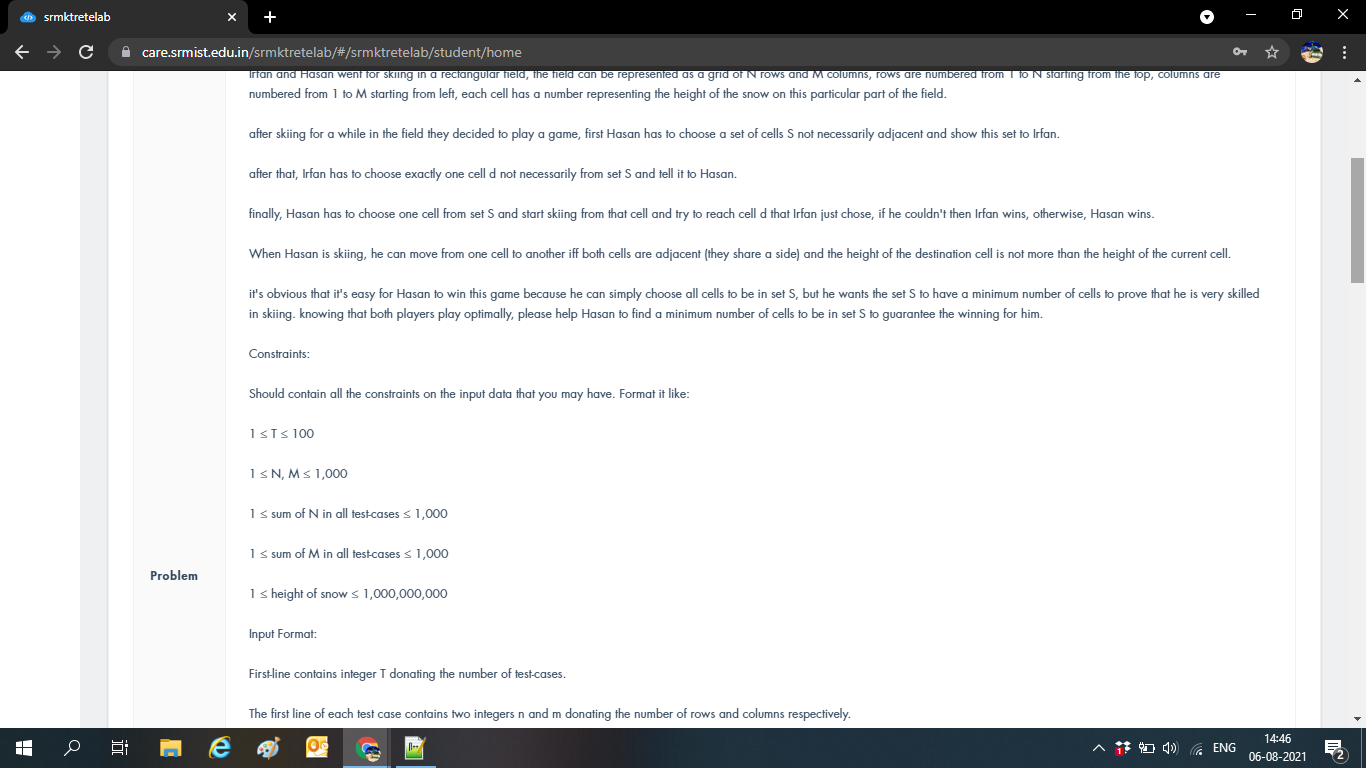 srmktretelab
care.srmist.edu.in/srmktretelab/#/srmktretelab/student/home
Irfan and Hasan went for skiing in a rectangular field, the field can be represented as a grid of N rows and M columns, rows are numbered from 1 to N starting from the top, columns are
numbered from 1 to M starting from left, each cell has a number representing the height of the snow on this particular part of the field.
after skiing for a while in the field they decided to play a game, first Hasan has to choose a set of cells S not necessarily adjacent and show this set to Irfan.
after that, Irfan has to choose exactly one cell d not necessarily from set S and tell it to Hasan.
finally, Hasan has to choose one cell from set S and start skiing from that cell and try to reach cell d that Irfan just chose, if he couldn't then Irfan wins, otherwise, Hasan wins.
When Hasan is skiing, he can move from one cell to another iff both cells are adjacent (they share a side) and the height of the destination cell is not more than the height of the current cell.
it's obvious that it's easy for Hasan to win this game because he can simply choose all cells to be in set S, but he wants the set S to have a minimum number of cells to prove that he is very skilled
in skiing. knowing that both players play optimally, please help Hasan to find a minimum number of cells to be in set S to guarantee the winning for him.
Constraints:
Should contain all the constraints on the input data that you may have. Format it like:
1 ≤ T ≤ 100
1 ≤ N, M ≤ 1,000
1 ≤ sum of N in all test-cases ≤ 1,000
1 ≤ sum of M in all test-cases ≤ 1,000
Problem
1 ≤ height of snow ≤ 1,000,000,000
Input Format:
First-line contains integer T donating the number of test-cases.
The first line of each test case contains two integers n and m donating the number of rows and columns respectively.
ENG
14:46
06-08-2021
1
2